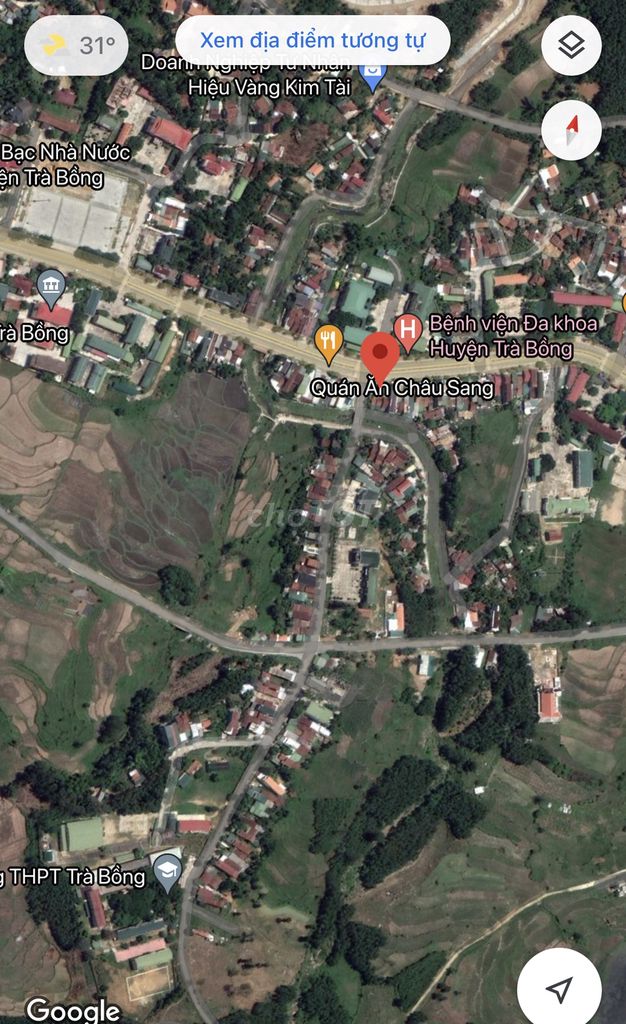 31°
Xem địa điểm tương tự
Doanh Nghiệp Tư Nhân
Hiệu Vàng Kim Tài
Bạc Nhà Nước
ện Trà Bồng
rà Bồng
H
Bệnh viện Đa khoa
Huyện Trà Bồng
Quán Ăn Châu Sang
g THPT Trà Bồng
Google